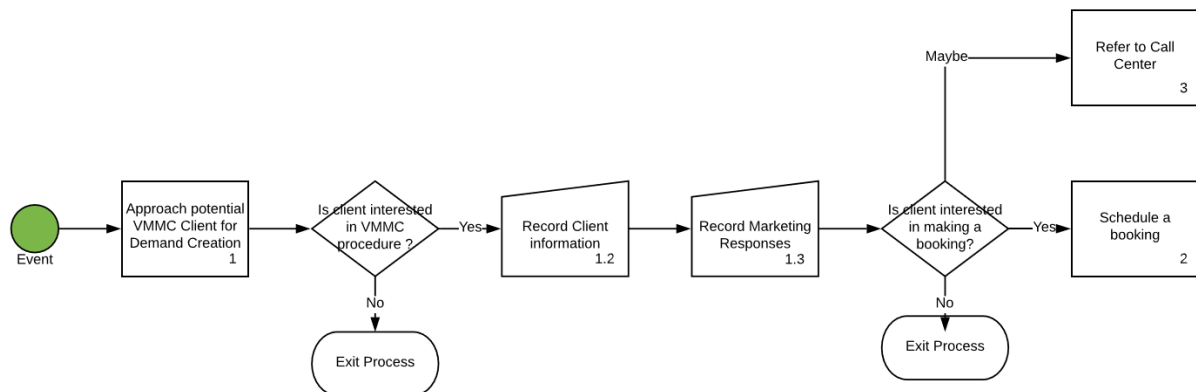 Maybe
Refer to Call
Center
3
Event
Approach potential
VMMC Client for
Demand Creation
1
Is client interested
in VMMC
procedure ?
Yes
No
Exit Process
Record Client
information
1.2
Record Marketing
Responses
1.3
Is client interested
in making a
booking?
Yes
No
Exit Process
Schedule a
booking
2